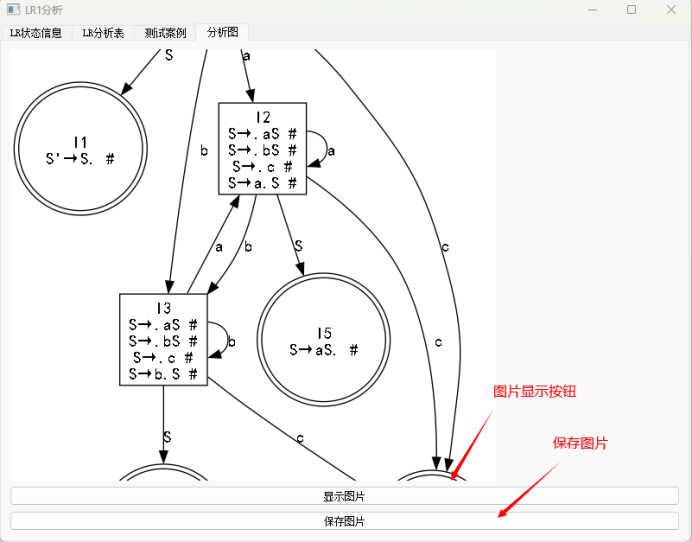 LR1分析
LR状态信息 LR分析表 测试案例 分析图
S a
I1
S'→S. #
I2
S→.aS #
S→.bS #
S→.c #
S→a.S #
a
b
a b S c
c
I3
S→.aS #
S→.bS #
S→.c #
S→b.S #
b
I5
S→aS. #
S c
图片显示按钮
保存图片
显示图片
保存图片